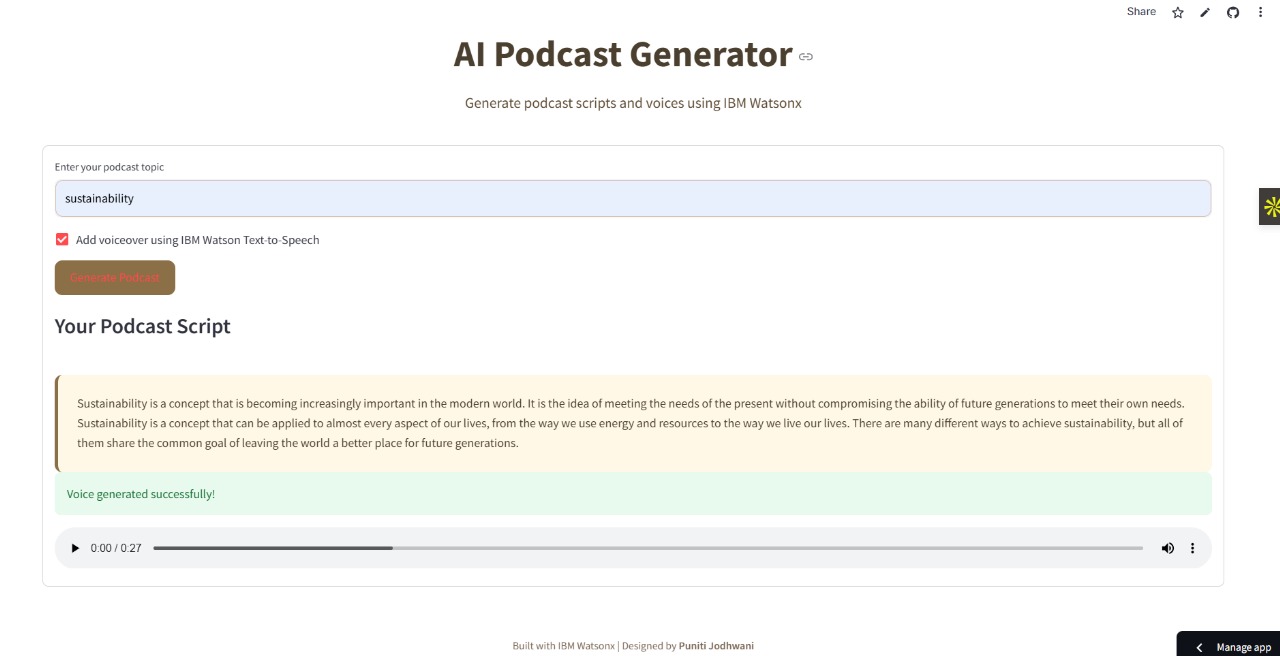 Share
AI Podcast Generator
Generate podcast scripts and voices using IBM Watsonx
Enter your podcast topic
sustainability
Add voiceover using IBM Watson Text-to-Speech
Generate Podcast
Your Podcast Script
Sustainability is a concept that is becoming increasingly important in the modern world. It is the idea of meeting the needs of the present without compromising the ability of future generations to meet their own needs.
Sustainability is a concept that can be applied to almost every aspect of our lives, from the way we use energy and resources to the way we live our lives. There are many different ways to achieve sustainability, but all of
them share the common goal of leaving the world a better place for future generations.
Voice generated successfully!
0:00 / 0:27
Built with IBM Watsonx | Designed by Puniti Jodhwani
Manage app